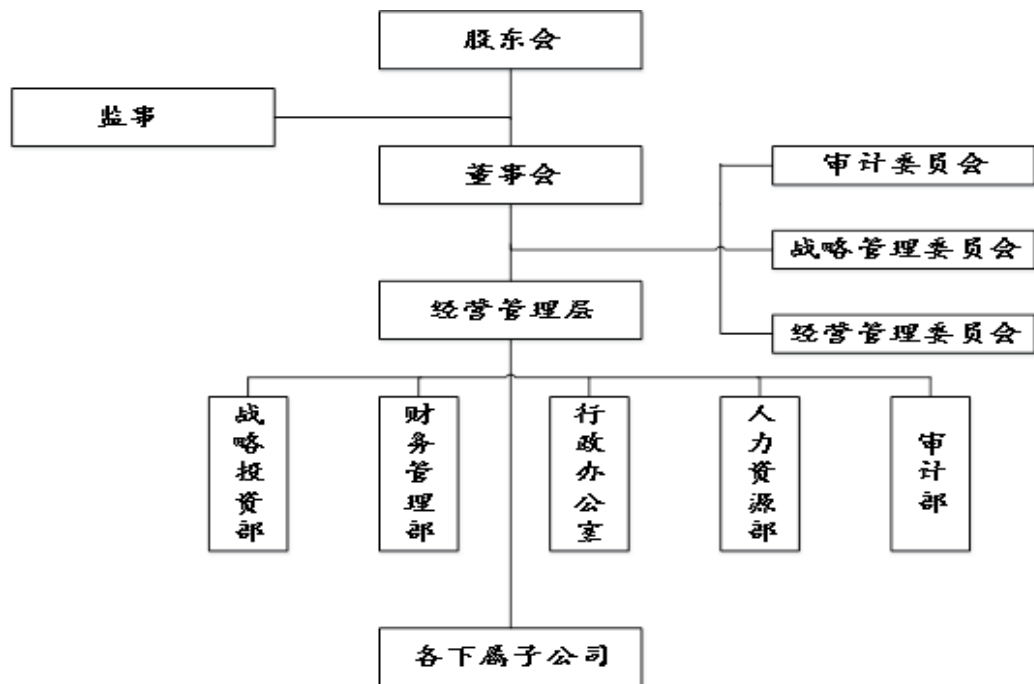 股东会
监事
董事会
审计委员会
战略管理委员会
经营管理层
经营管理委员会
战略投资部
财务管理部
行政办公室
人力资源部
审计部
各下属子公司